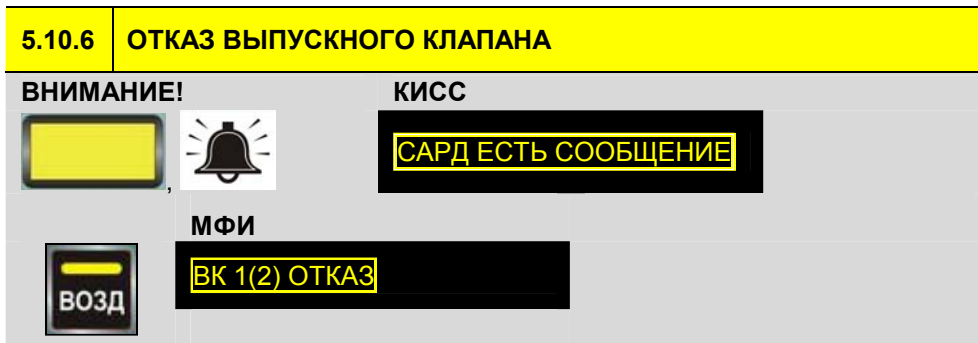 5.10.6 ОТКАЗ ВЫПУСКНОГО КЛАПАНА
ВНИМАНИЕ! КИСС
, САРД ЕСТЬ СООБЩЕНИЕ
МФИ
ВОЗД ВК 1(2) ОТКАЗ